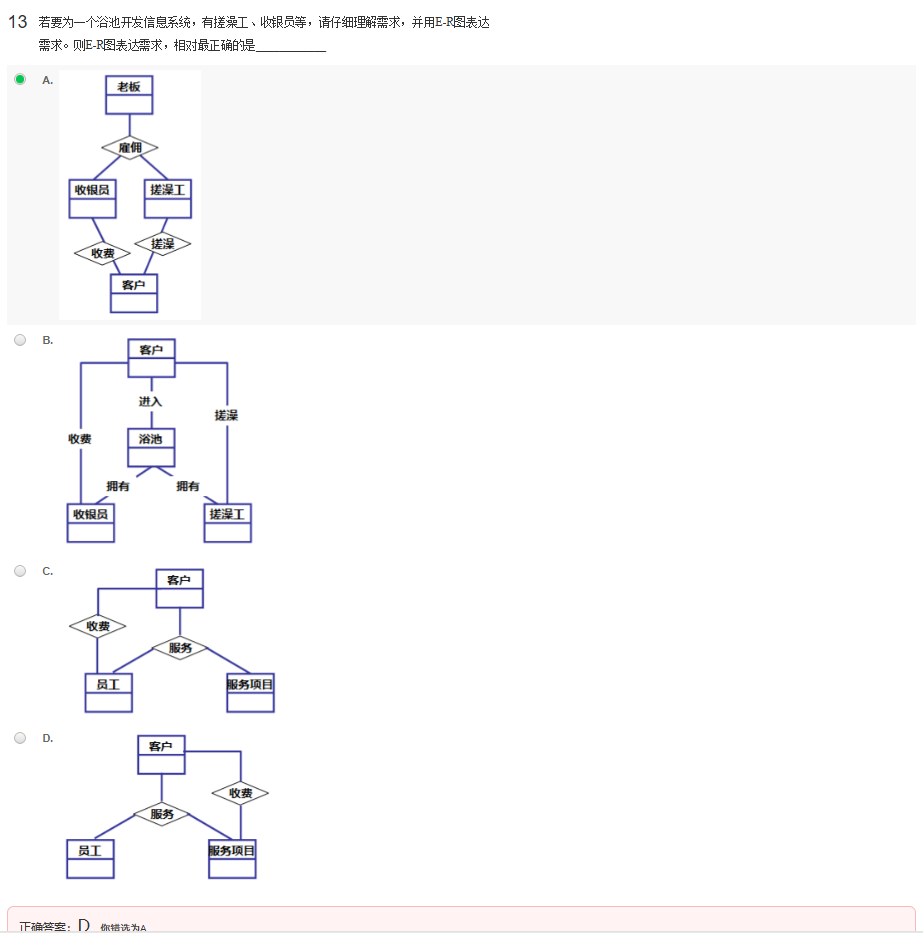 13 若要为一个浴池开发信息系统，有搓澡工、收银员等，请仔细理解需求，并用E-R图表达
需求。则E-R图表达需求，相对最正确的是____________
A.
老板
雇佣
收银员 搓澡工
收费 搓澡
客户
B.
客户
进入
搓澡
收费 浴池
拥有 拥有
收银员 搓澡工
C.
客户
收费
服务
员工 服务项目
D.
客户
收费
服务
员工 服务项目
正确答案：D 你错选为A